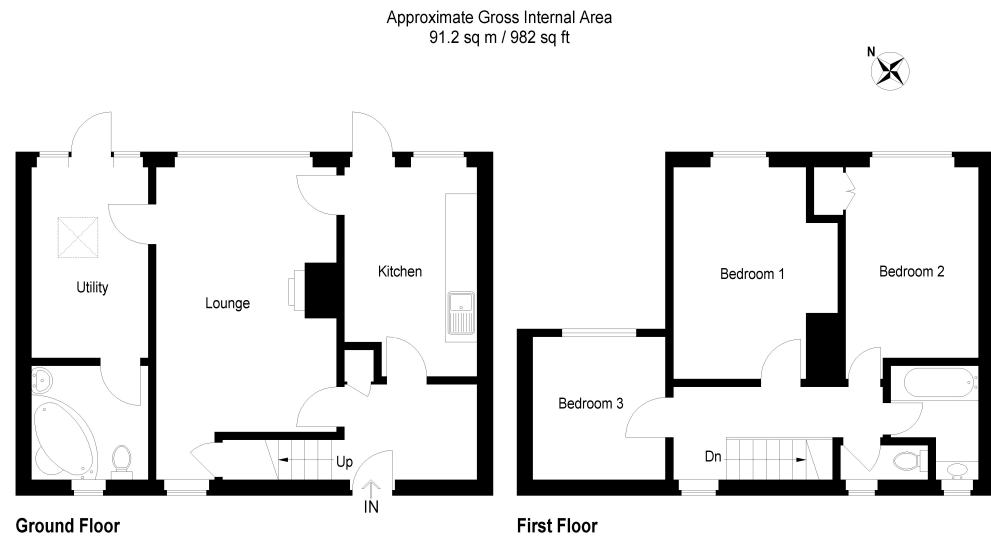 Approximate Gross Internal Area
91.2 sq m / 982 sq ft
N
Utility
Lounge
Kitchen
Up
IN
Ground Floor
Bedroom 1
Bedroom 2
Bedroom 3
Dn
First Floor